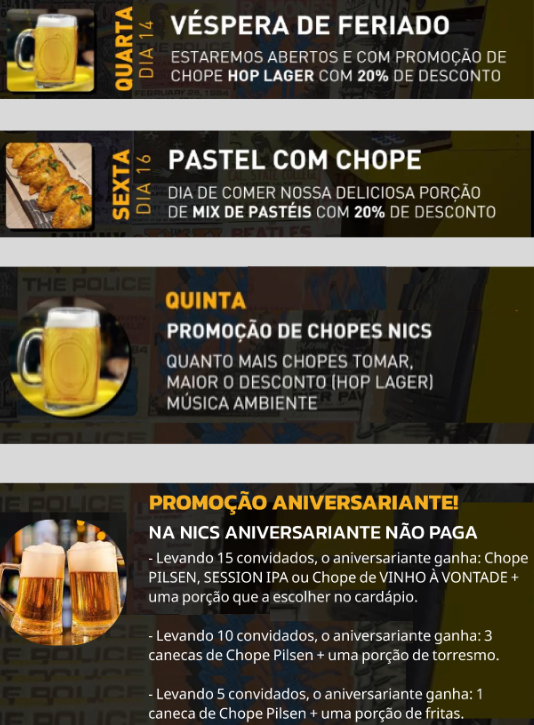 QUARTA
DIA 14
VÉSPERA DE FERIADO
ESTAREMOS ABERTOS E COM PROMOÇÃO DE
CHOPE HOP LAGER COM 20% DE DESCONTO
SEXTA
DIA 16
PASTEL COM CHOPE
DIA DE COMER NOSSA DELICIOSA PORÇÃO
DE MIX DE PASTÉIS COM 20% DE DESCONTO
THE POLICE
QUINTA
PROMOÇÃO DE CHOPES NICS
QUANTO MAIS CHOPES TOMAR,
MAIOR O DESCONTO (HOP LAGER)
MÚSICA AMBIENTE
PROMOÇÃO ANIVERSARIANTE!
NA NICS ANIVERSARIANTE NÃO PAGA
- Levando 15 convidados, o aniversariante ganha: Chope
PILSEN, SESSION IPA ou Chope de VINHO À VONTADE +
uma porção que a escolher no cardápio.
- Levando 10 convidados, o aniversariante ganha: 3
canecas de Chope Pilsen + uma porção de torresmo.
- Levando 5 convidados, o aniversariante ganha: 1
caneca de Chope Pilsen + uma porção de fritas.